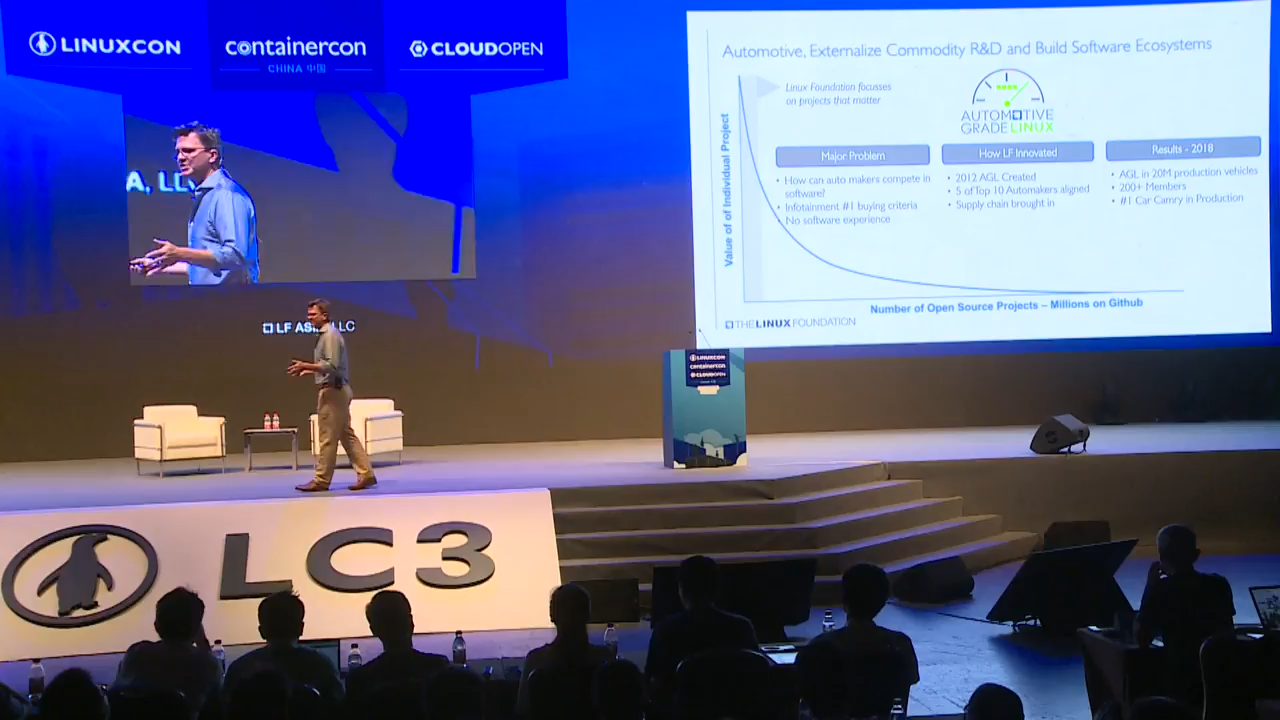 LINUXCON
containercon
CHINA 中国
CLOUDOPEN
A, LL
LF ASI LLC
Automotive, Externalize Commodity R&D and Build Software Ecosystems
Linux Foundation focusses
on projects that matter
AUTOMOTIVE
GRADE LINUX
Value of Individual Project
Major Problem
• How can auto makers compete in
software?
• Infotainment #1 buying criteria
• No software experience
How LF Innovated
• 2012 AGL Created
• 5 of Top 10 Automakers aligned
• Supply chain brought in
Results - 2018
• AGL in 20M production vehicles
• 200+ Members
• #1 Car Camry in Production
Number of Open Source Projects – Millions on Github
THE LINUX FOUNDATION
LINUXCON
containercon
CLOUDOPEN
LC3